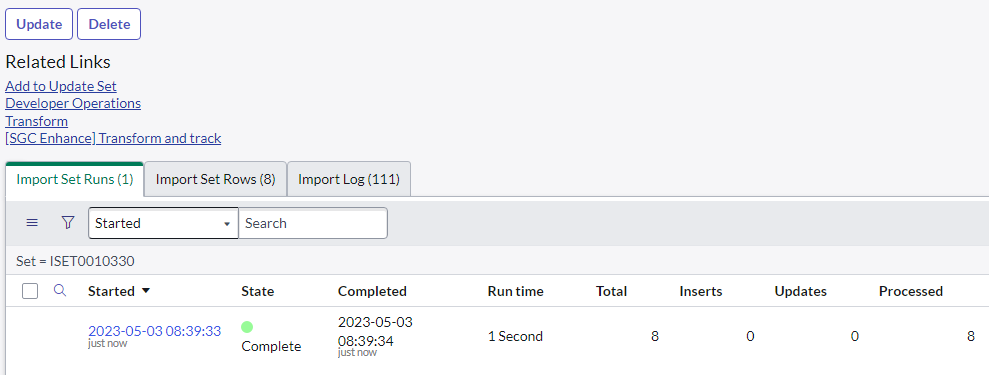 Update Delete
Related Links
Add to Update Set
Developer Operations
Transform
[SGC Enhance] Transform and track
Import Set Runs (1) Import Set Rows (8) Import Log (111)
Started Search
Set = ISET0010330
Started State Completed Run time Total Inserts Updates Processed
2023-05-03 08:39:33 just now Complete 2023-05-03 08:39:34 just now 1 Second 8 0 0 8